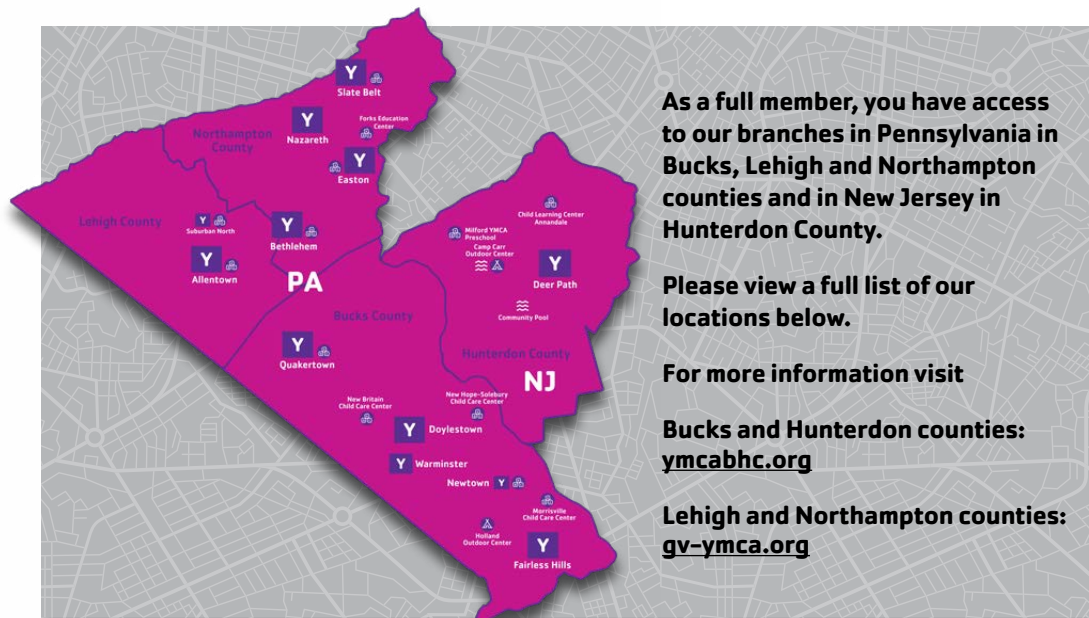 Y
Slate Belt
Y
Nazareth
Forks Education
Center
Northampton
County
Y
Easton
Lehigh County
Y
Suburban North
Y
Bethlehem
Y
Allentown
PA
Child Learning Center
Annandale
Milford YMCA
Preschool
Camp Carr
Outdoor Center
Y
Deer Path
Community Pool
Bucks County
Hunterdon County
NJ
Y
Quakertown
New Britain
Child Care Center
New Hope-Solebury
Child Care Center
Y
Doylestown
Y Warminster
Newtown Y
Morrisville
Child Care Center
Holland
Outdoor Center
Y
Fairless Hills
As a full member, you have access
to our branches in Pennsylvania in
Bucks, Lehigh and Northampton
counties and in New Jersey in
Hunterdon County.
Please view a full list of our
locations below.
For more information visit
Bucks and Hunterdon counties:
ymcabhc.org
Lehigh and Northampton counties:
gv-ymca.org